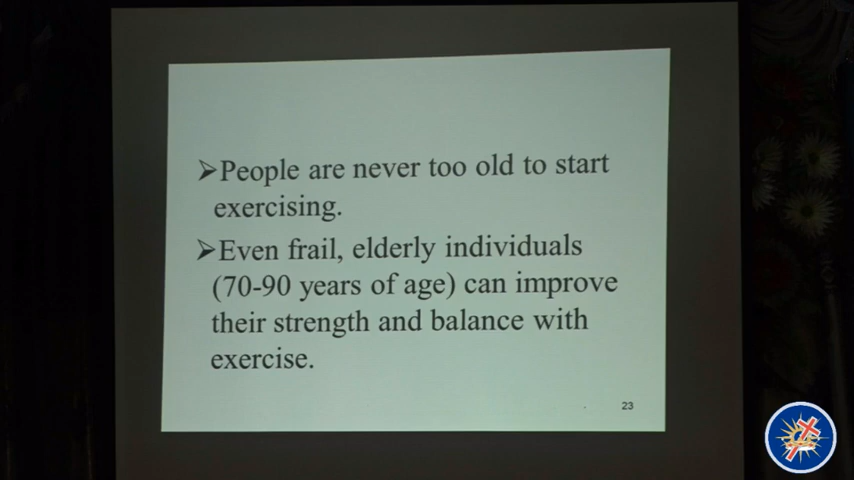 ➢People are never too old to start
exercising.
➢Even frail, elderly individuals
(70-90 years of age) can improve
their strength and balance with
exercise.
23